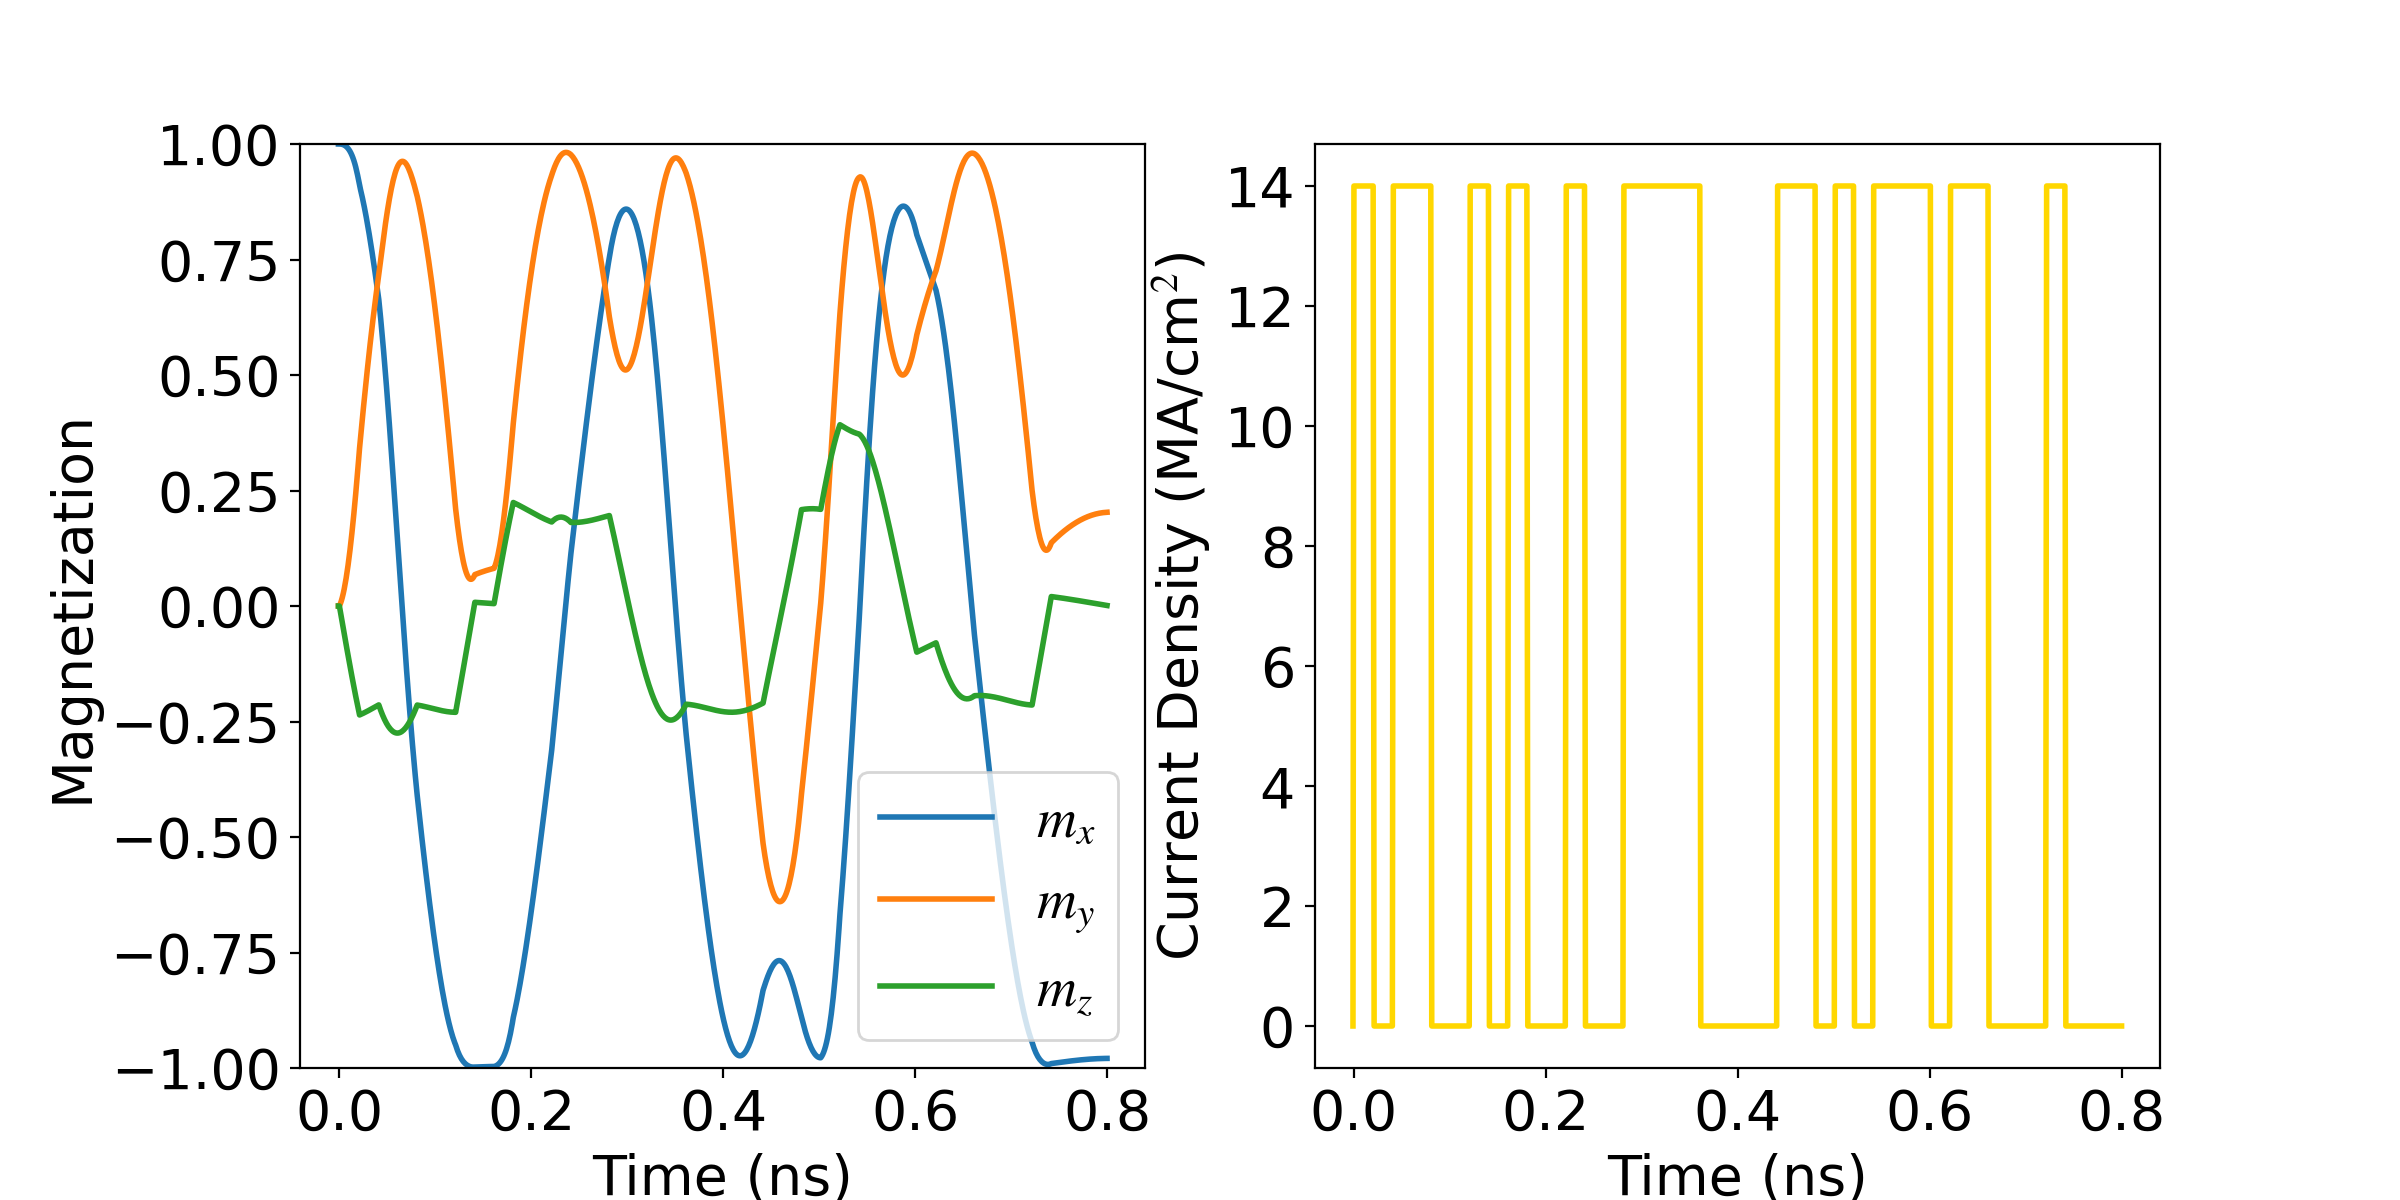 Magnetization
1.00
0.75
0.50
0.25
0.00
−0.25
−0.50
−0.75
−1.00
0.0 0.2 0.4 0.6 0.8
Time (ns)
mₓ
m_y
m_z
Current Density (MA/cm²)
14
12
10
8
6
4
2
0
0.0 0.2 0.4 0.6 0.8
Time (ns)